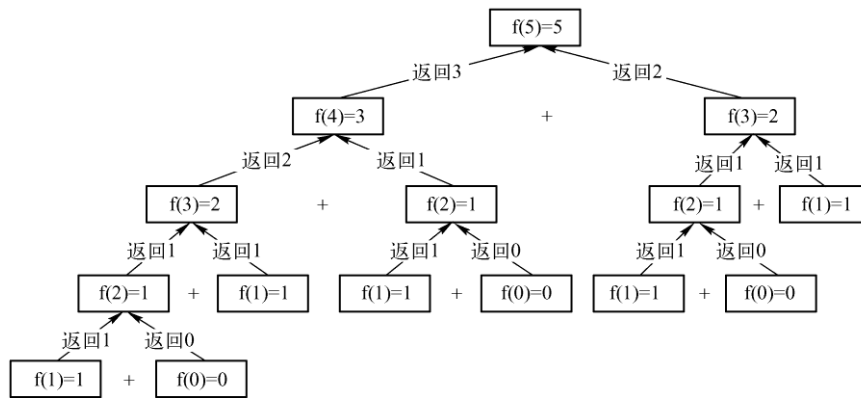 f(5)=5
返回3 返回2
f(4)=3 + f(3)=2
返回2 返回1 返回1 返回1
f(3)=2 + f(2)=1 f(2)=1 + f(1)=1
返回1 返回1 返回1 返回0 返回1 返回0
f(2)=1 + f(1)=1 f(1)=1 + f(0)=0 f(1)=1 + f(0)=0
返回1 返回0
f(1)=1 + f(0)=0